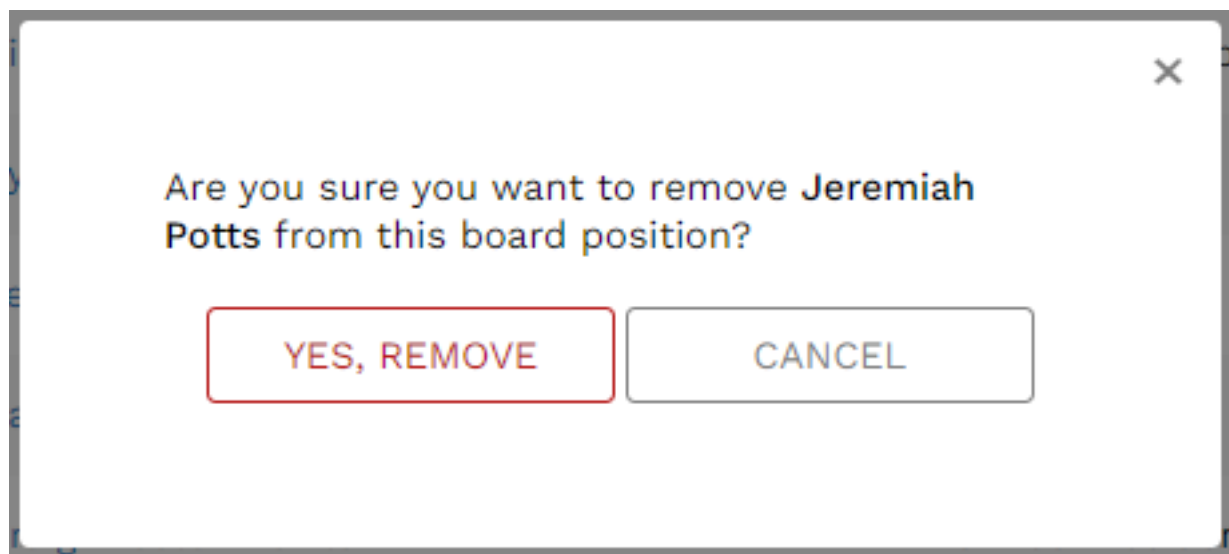 Are you sure you want to remove Jeremiah
Potts from this board position?
YES, REMOVE
CANCEL